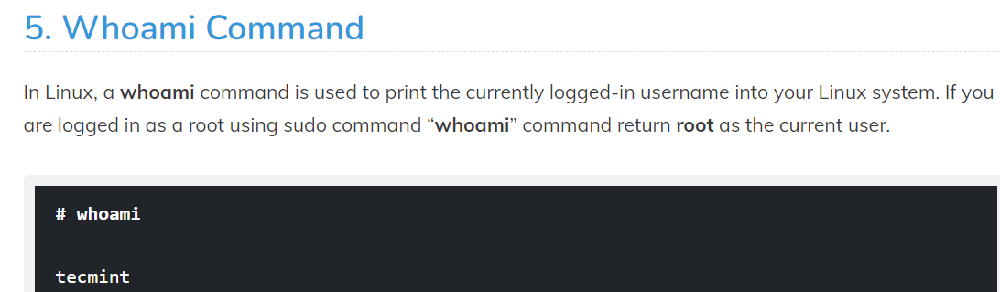 5. Whoami Command
In Linux, a whoami command is used to print the currently logged-in username into your Linux system. If you
are logged in as a root using sudo command “whoami” command return root as the current user.
# whoami
tecmint